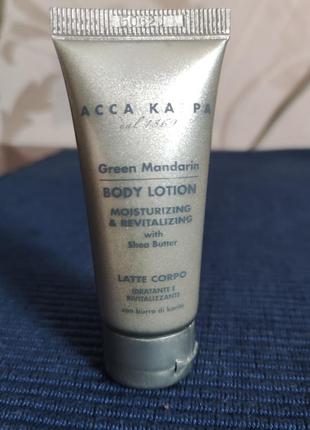 ACCA KAPPA
dal 1869
Green Mandarin
BODY LOTION
MOISTURIZING
& REVITALIZING
with
Shea Butter
LATTE CORPO
IDRATANTE E
RIVITALIZZANTE
con burro di karité